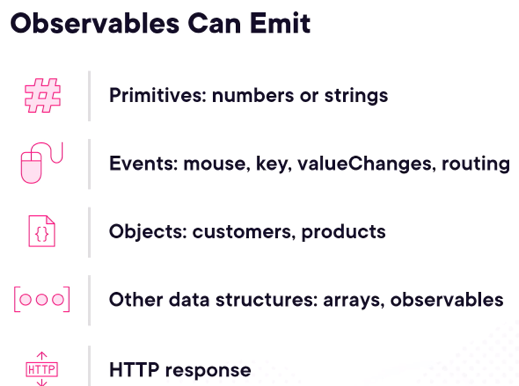 Observables Can Emit
#
Primitives: numbers or strings
Events: mouse, key, valueChanges, routing
{}
Objects: customers, products
Other data structures: arrays, observables
HTTP
HTTP response